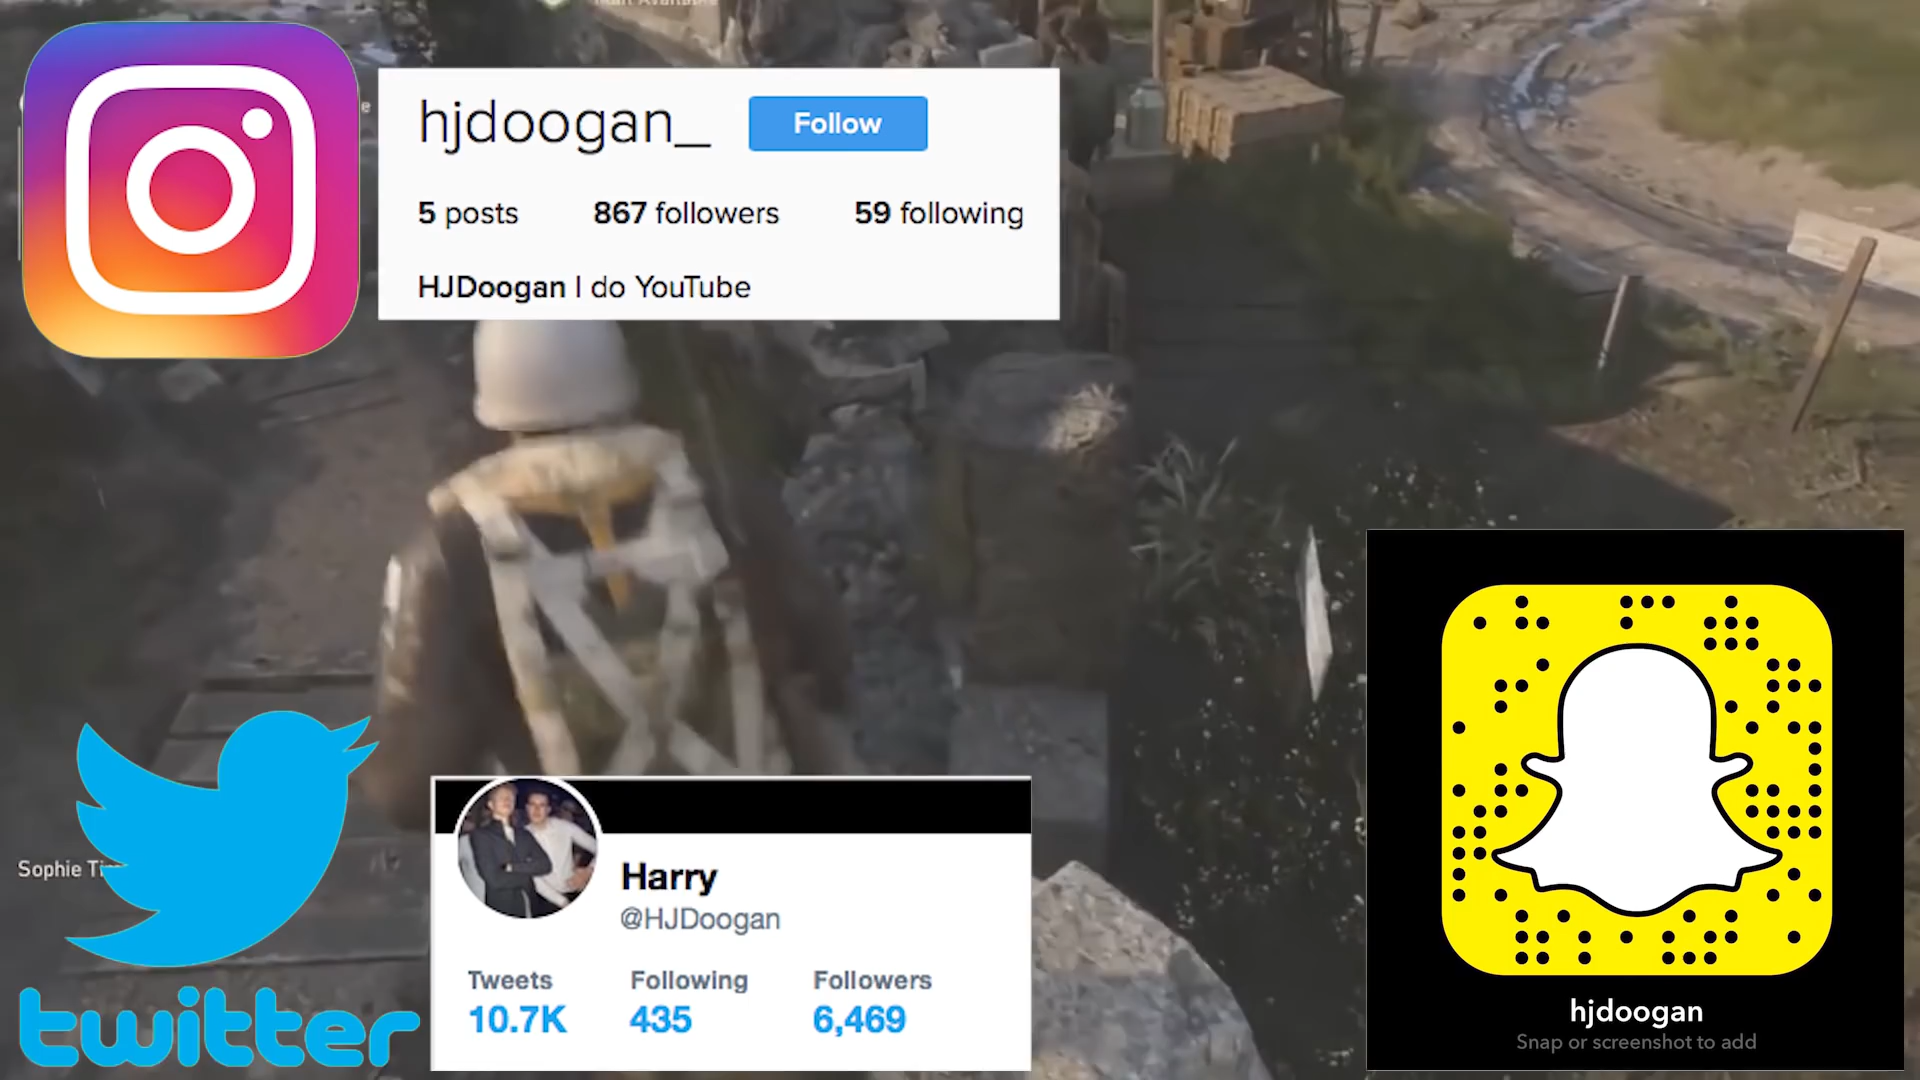 hjdoogan_ Follow
5 posts 867 followers 59 following
HJDoogan I do YouTube
Sophie
twitter
Harry
@HJDoogan
Tweets Following Followers
10.7K 435 6,469
hjdoogan
Snap or screenshot to add